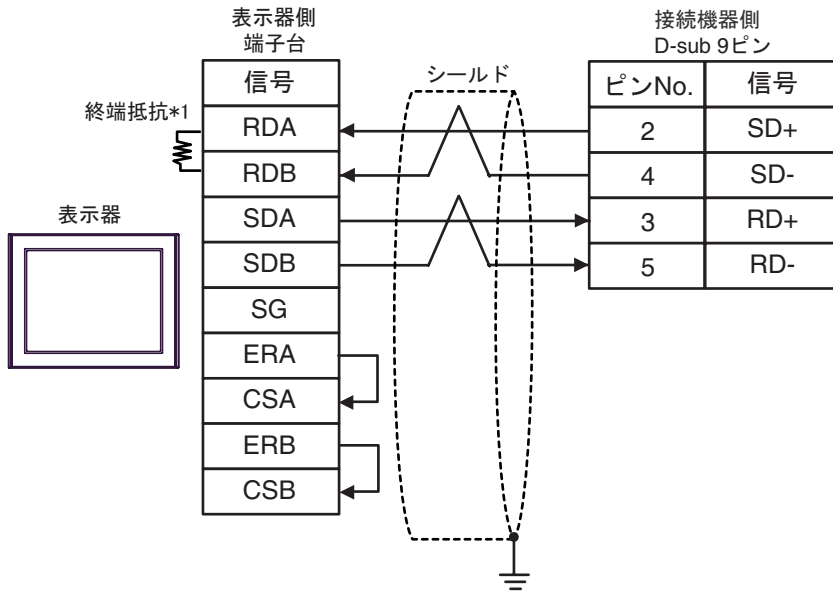 表示器側
端子台
接続機器側
D-sub 9ピン
信号
シールド
ピンNo.
信号
終端抵抗*1
RDA
2
SD+
RDB
4
SD-
表示器
SDA
3
RD+
SDB
5
RD-
SG
ERA
CSA
ERB
CSB